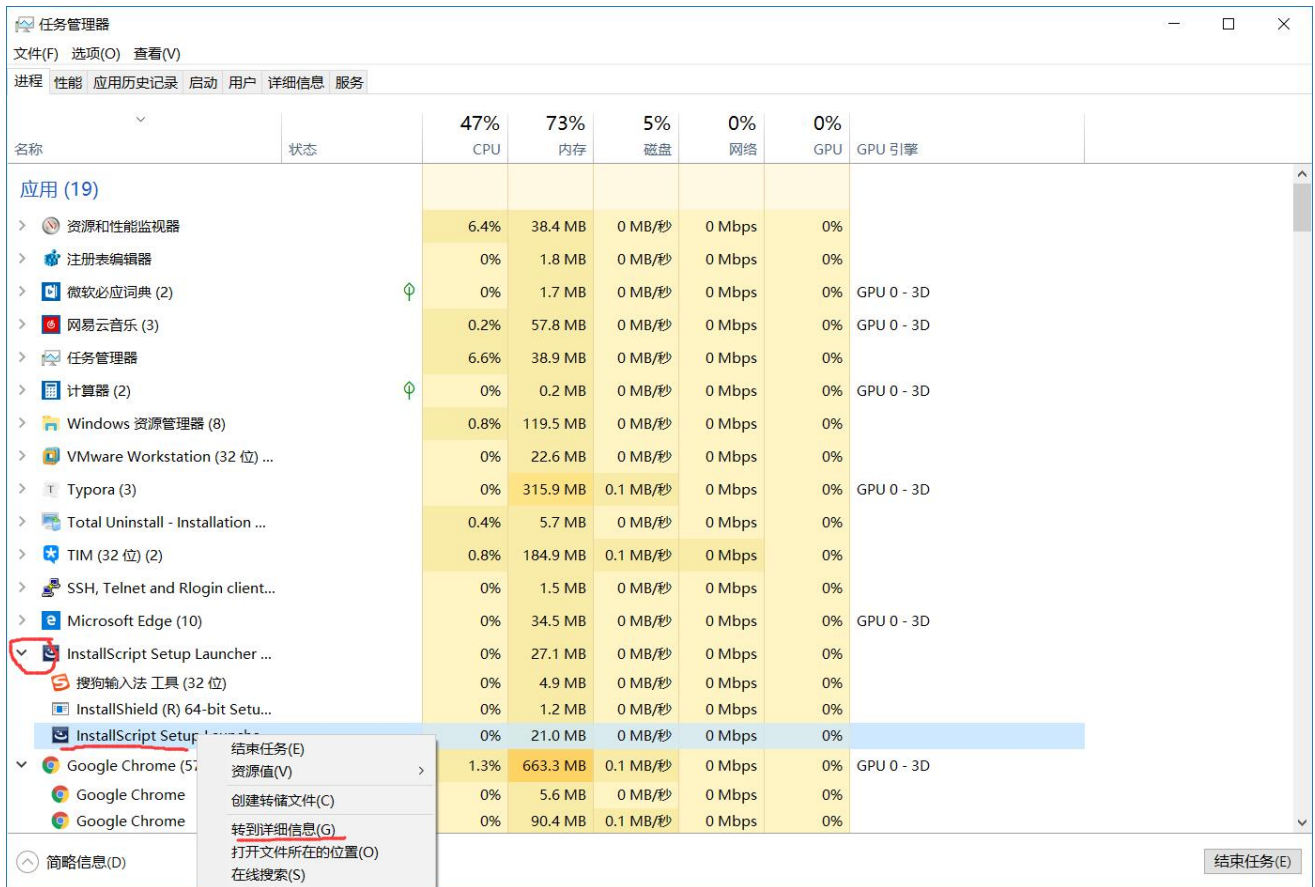 任务管理器
文件(F) 选项(O) 查看(V)
进程 性能 应用历史记录 启动 用户 详细信息 服务
47% 73% 5% 0% 0%
名称 状态 CPU 内存 磁盘 网络 GPU GPU 引擎
应用 (19)
资源和性能监视器 6.4% 38.4 MB 0 MB/秒 0 Mbps 0%
注册表编辑器 0% 1.8 MB 0 MB/秒 0 Mbps 0%
微软必应词典 (2) 0% 1.7 MB 0 MB/秒 0 Mbps 0% GPU 0 - 3D
网易云音乐 (3) 0.2% 57.8 MB 0 MB/秒 0 Mbps 0% GPU 0 - 3D
任务管理器 6.6% 38.9 MB 0 MB/秒 0 Mbps 0%
计算器 (2) 0% 0.2 MB 0 MB/秒 0 Mbps 0% GPU 0 - 3D
Windows 资源管理器 (8) 0.8% 119.5 MB 0 MB/秒 0 Mbps 0%
VMware Workstation (32 位) ... 0% 22.6 MB 0 MB/秒 0 Mbps 0%
Typora (3) 0% 315.9 MB 0.1 MB/秒 0 Mbps 0% GPU 0 - 3D
Total Uninstall - Installation ... 0.4% 5.7 MB 0 MB/秒 0 Mbps 0%
TIM (32 位) (2) 0.8% 184.9 MB 0.1 MB/秒 0 Mbps 0%
SSH, Telnet and Rlogin client... 0% 1.5 MB 0 MB/秒 0 Mbps 0%
Microsoft Edge (10) 0% 34.5 MB 0 MB/秒 0 Mbps 0% GPU 0 - 3D
InstallScript Setup Launcher ... 0% 27.1 MB 0 MB/秒 0 Mbps 0%
搜狗输入法 工具 (32 位) 0% 4.9 MB 0 MB/秒 0 Mbps 0%
InstallShield (R) 64-bit Setu... 0% 1.2 MB 0 MB/秒 0 Mbps 0%
InstallScript Setup 0% 21.0 MB 0 MB/秒 0 Mbps 0%
结束任务(E)
Google Chrome (57 1.3% 663.3 MB 0.1 MB/秒 0 Mbps 0% GPU 0 - 3D
资源值(V)
Google Chrome 0% 5.6 MB 0 MB/秒 0 Mbps 0%
创建转储文件(C)
Google Chrome 0% 90.4 MB 0.1 MB/秒 0 Mbps 0%
转到详细信息(G)
打开文件所在的位置(O)
在线搜索(S)
简略信息(D) 结束任务(E)